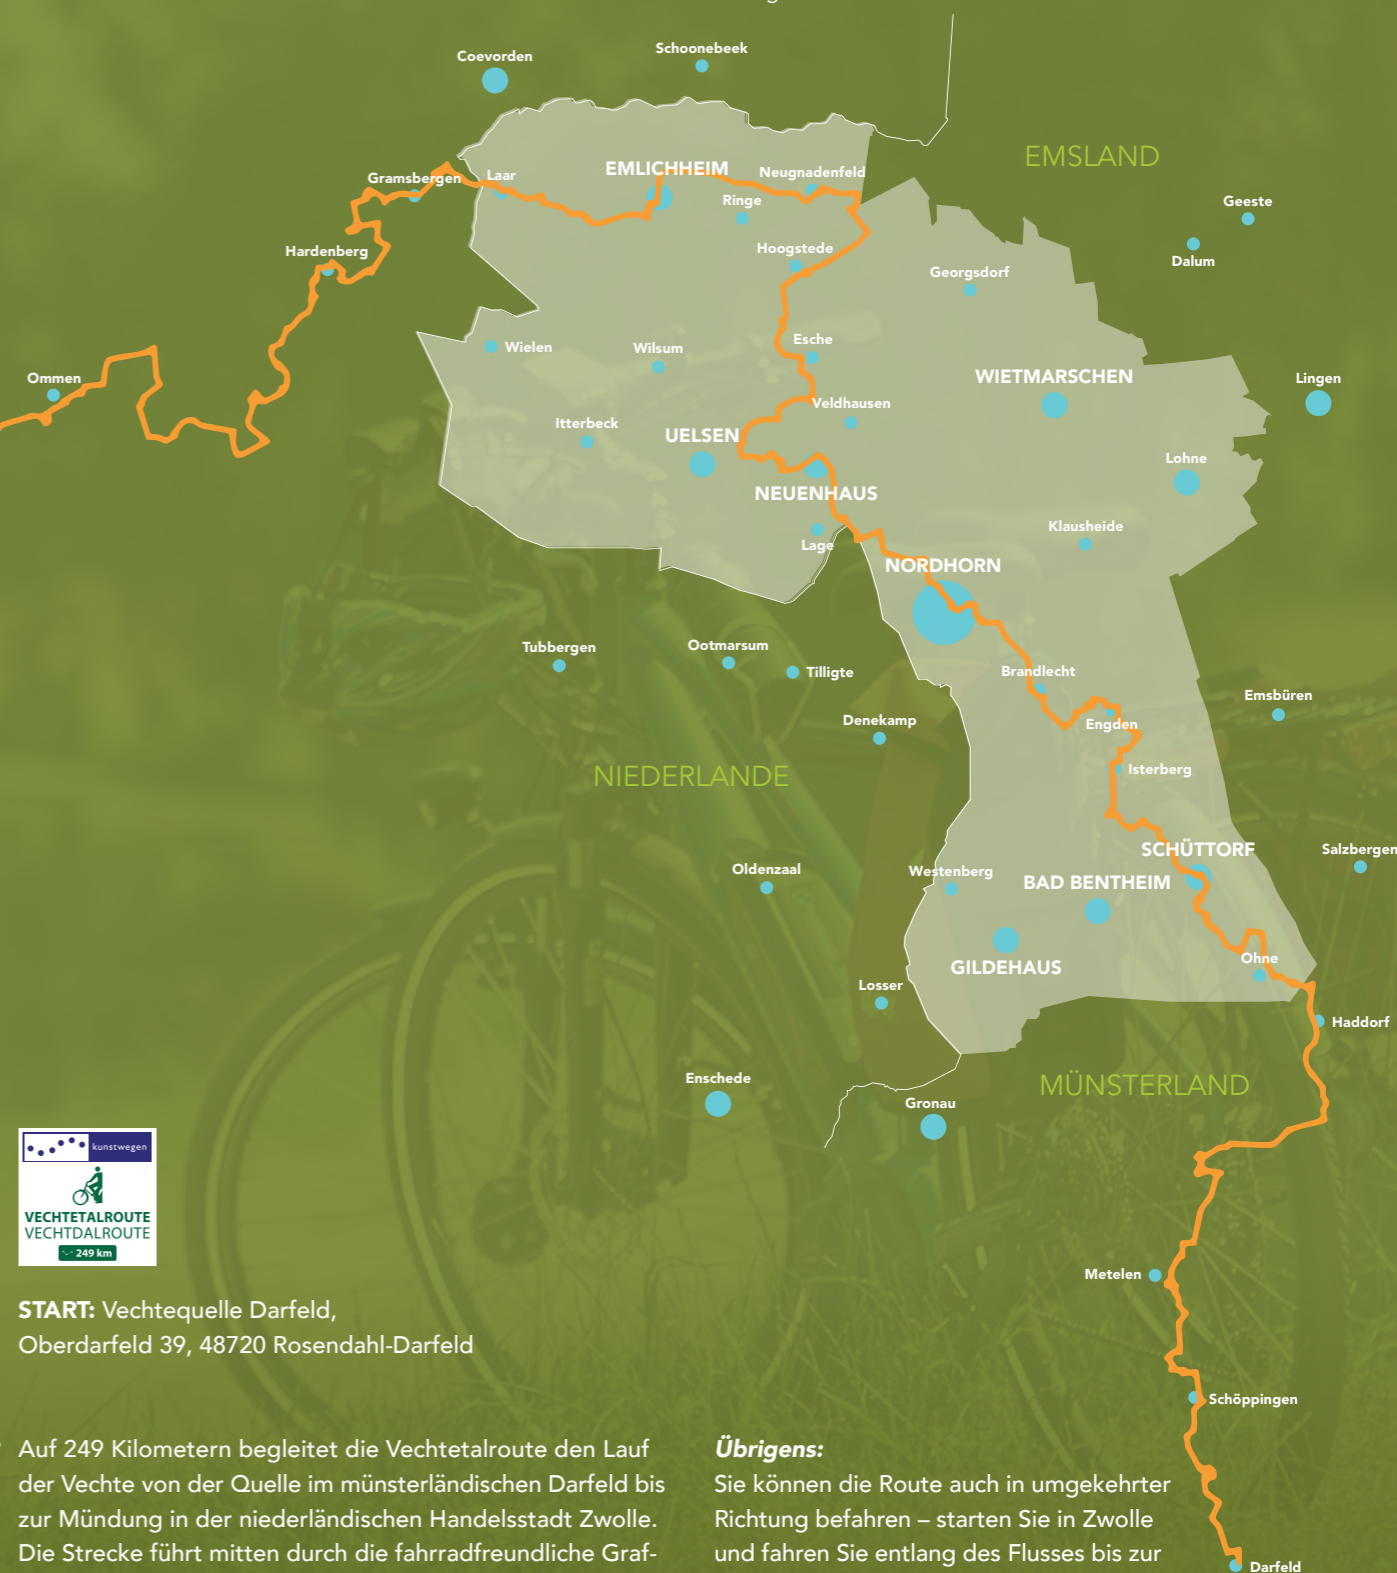 Schoonebeek
Coevorden
EMSLAND
EMLICHHEIM
Neugnadenfeld
Gramsbergen
Laar
Ringe
Geeste
Hardenberg
Hoogstede
Dalum
Georgsdorf
Esche
Wielen
Wilsum
Ommen
WIETMARSCHEN
Lingen
Veldhausen
Itterbeck
UELSEN
Lohne
NEUENHAUS
Klausheide
Lage
NORDHORN
Tubbergen
Ootmarsum
Tilligte
Brandlecht
Emsbüren
Denekamp
Engden
NIEDERLANDE
Isterberg
SCHÜTTORF
Salzbergen
Oldenzaal
Westenberg
BAD BENTHEIM
Ohne
GILDEHAUS
Losser
Haddorf
Enschede
MÜNSTERLAND
Gronau
kunstwegen
VECHTETALROUTE
VECHTDALROUTE
249 km
Metelen
START: Vechtequelle Darfeld,
Oberdarfeld 39, 48720 Rosendahl-Darfeld
Schöppingen
Auf 249 Kilometern begleitet die Vechtetalroute den Lauf
der Vechte von der Quelle im münsterländischen Darfeld bis
zur Mündung in der niederländischen Handelsstadt Zwolle.
Die Strecke führt mitten durch die fahrradfreundliche Graf-
Übrigens:
Sie können die Route auch in umgekehrter
Richtung befahren – starten Sie in Zwolle
und fahren Sie entlang des Flusses bis zur
Darfeld